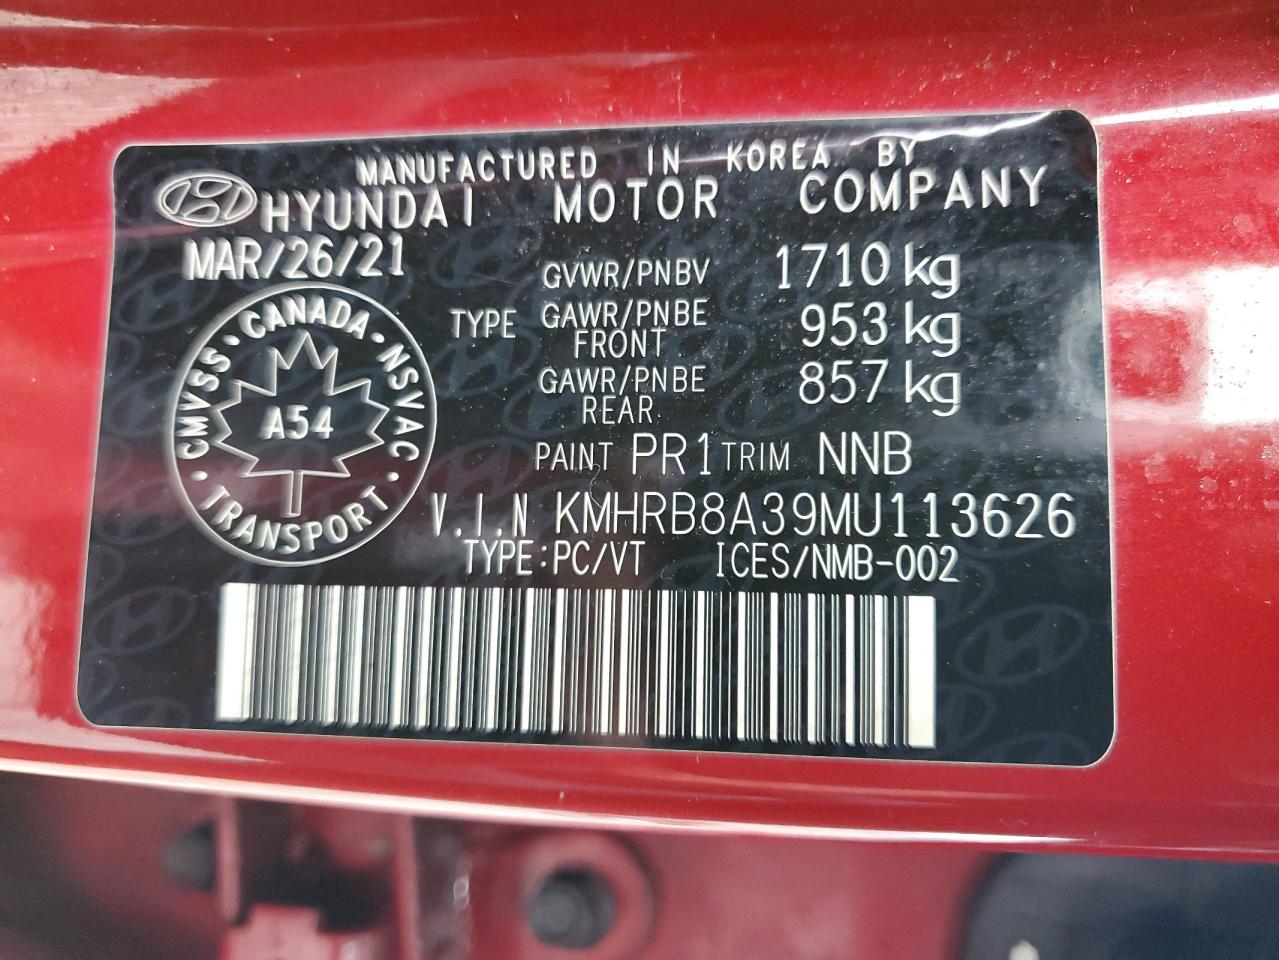 MANUFACTURED IN KOREA BY
HYUNDAI MOTOR COMPANY
MAR/26/21
GVWR/PNBV 1710 kg
TYPE
GAWR/PNBE FRONT 953 kg
GAWR/PNBE REAR 857 kg
CANADA · NSVAC · TRANSPORT · CMVSS ·
A54
PAINT PR1 TRIM NNB
V.I.N KMHRB8A39MU113626
TYPE:PC/VT ICES/NMB-002